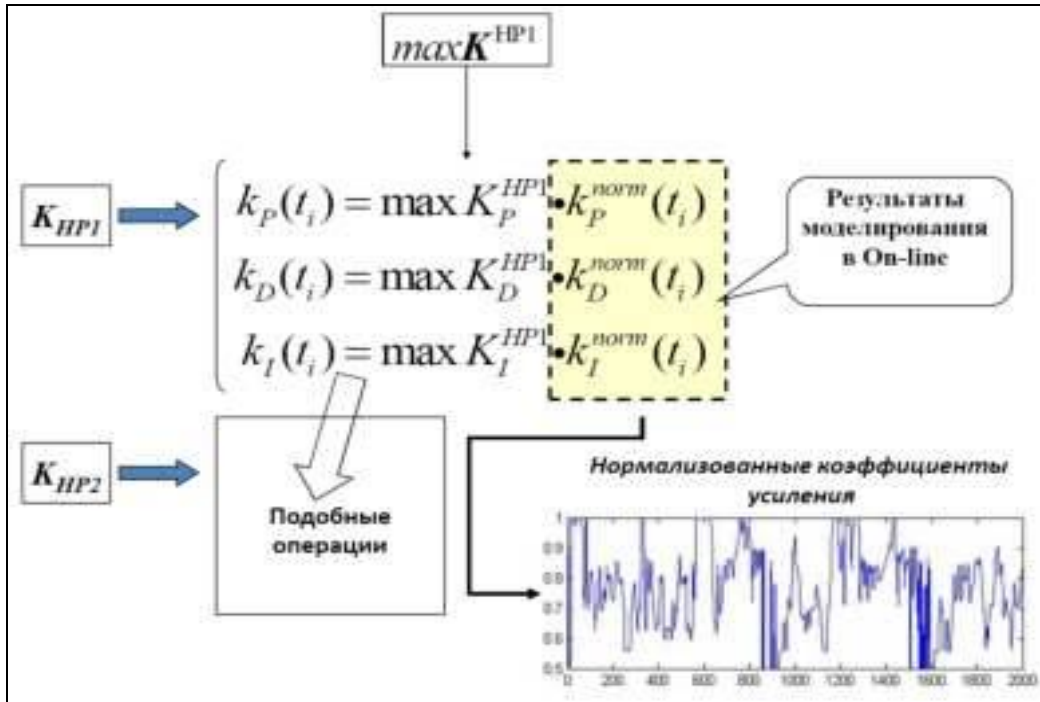 maxK^HP1
K_HP1
k_P(t_i) = max K_P^HP1 • k_P^norm(t_i)
k_D(t_i) = max K_D^HP1 • k_D^norm(t_i)
k_I(t_i) = max K_I^HP1 • k_I^norm(t_i)
Результаты
моделирования
в On-line
K_HP2
Подобные
операции
Нормализованные коэффициенты
усиления
1
0.9
0.8
0.7
0.6
0.5
0 200 400 600 800 1000 1200 1400 1600 1800 2000